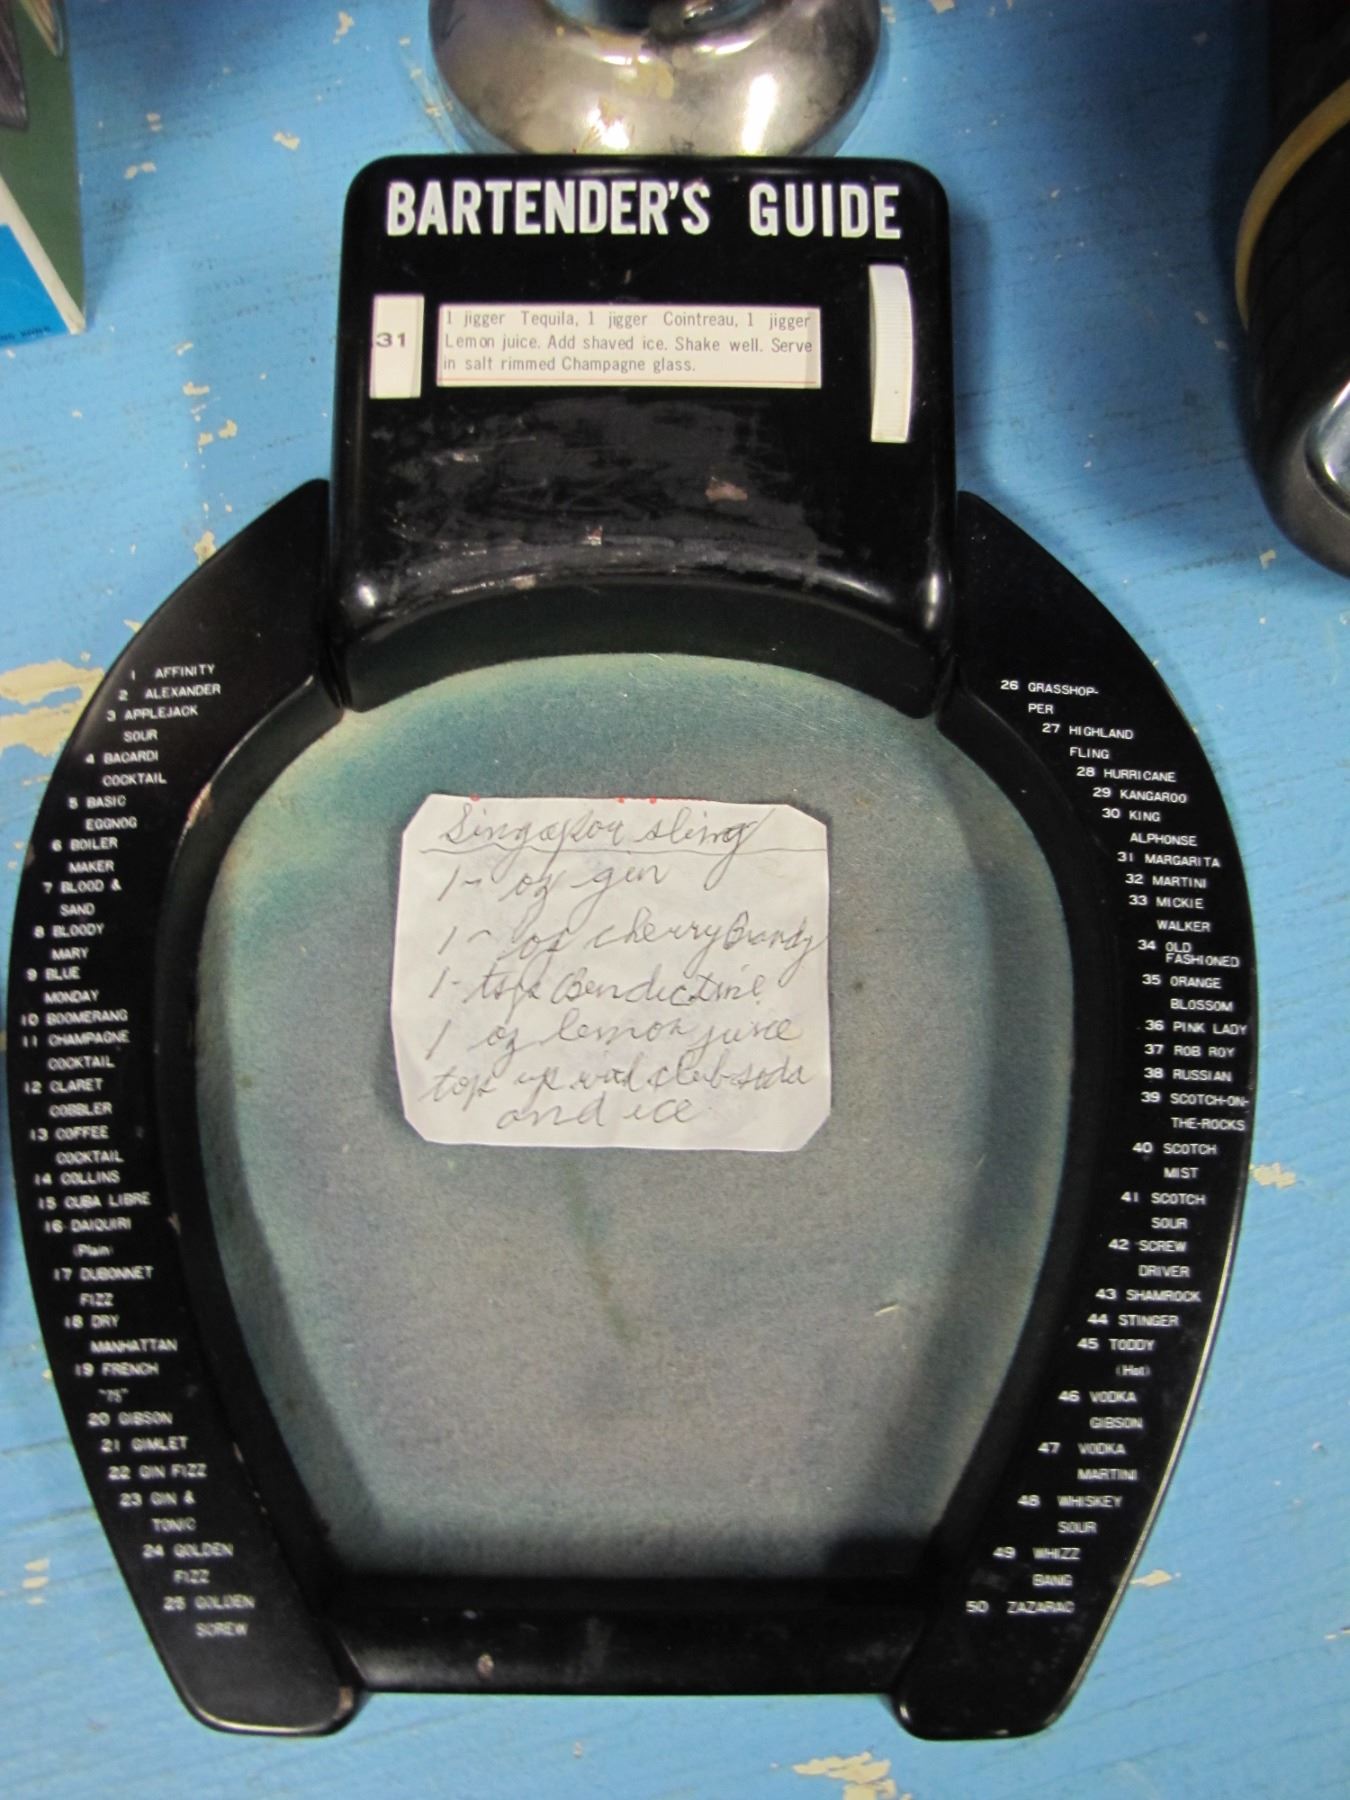 BARTENDER'S GUIDE
31
1 jigger Tequila, 1 jigger Cointreau, 1 jigger
Lemon juice. Add shaved ice. Shake well. Serve
in salt rimmed Champagne glass.
1 AFFINITY
2 ALEXANDER
3 APPLEJACK
SOUR
4 BACARDI
COCKTAIL
5 BASIC
EGGNOG
6 BOILER
MAKER
7 BLOOD &
SAND
8 BLOODY
MARY
9 BLUE
MONDAY
10 BOOMERANG
11 CHAMPAGNE
COCKTAIL
12 CLARET
COBBLER
13 COFFEE
COCKTAIL
14 COLLINS
15 CUBA LIBRE
16 DAIQUIRI
(Plain)
17 DUBONNET
FIZZ
18 DRY
MANHATTAN
19 FRENCH
"75"
20 GIBSON
21 GIMLET
22 GIN FIZZ
23 GIN &
TONIC
24 GOLDEN
FIZZ
25 GOLDEN
SCREW
Singapor sling
1- oz gin
1- oz cherry Brandy
1- tsp Bendictine
1 oz lemon juice
top up with club soda
and ice
26 GRASSHOP-
PER
27 HIGHLAND
FLING
28 HURRICANE
29 KANGAROO
30 KING
ALPHONSE
31 MARGARITA
32 MARTINI
33 MICKIE
WALKER
34 OLD
FASHIONED
35 ORANGE
BLOSSOM
36 PINK LADY
37 ROB ROY
38 RUSSIAN
39 SCOTCH-ON-
THE-ROCKS
40 SCOTCH
MIST
41 SCOTCH
SOUR
42 SCREW
DRIVER
43 SHAMROCK
44 STINGER
45 TODDY
(Hot)
46 VODKA
GIBSON
47 VODKA
MARTINI
48 WHISKEY
SOUR
49 WHIZZ
BANG
50 ZAZARAC